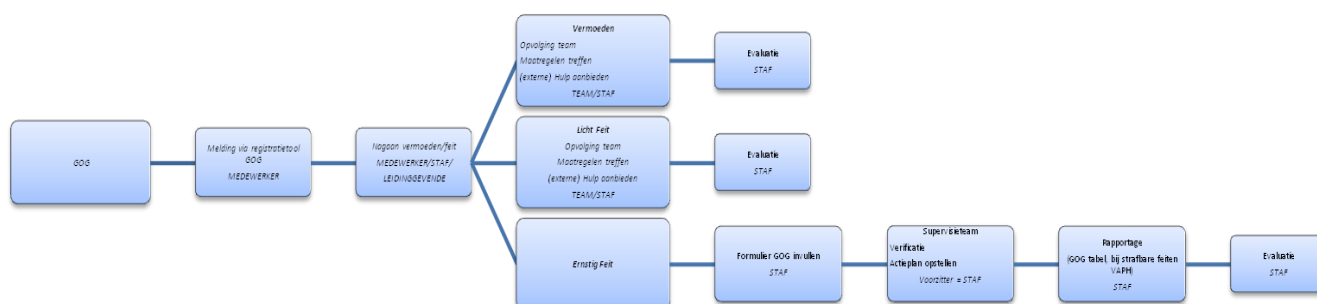 GOG
Melding via registratietool
GOG
MEDEWERKER
Nagaan vermoeden/feit
MEDEWERKER/STAF/
LEIDINGGEVENDE
Vermoeden
Opvolging team
Maatregelen treffen
(externe) Hulp aanbieden
TEAM/STAF
Evaluatie
STAF
Licht Feit
Opvolging team
Maatregelen treffen
(externe) Hulp aanbieden
TEAM/STAF
Evaluatie
STAF
Ernstig Feit
Formulier GOG invullen
STAF
Supervisieteam
Verificatie
Actieplan opstellen
Voorzitter = STAF
Rapportage
(GOG tabel, bij strafbare feiten
VAPH)
STAF
Evaluatie
STAF